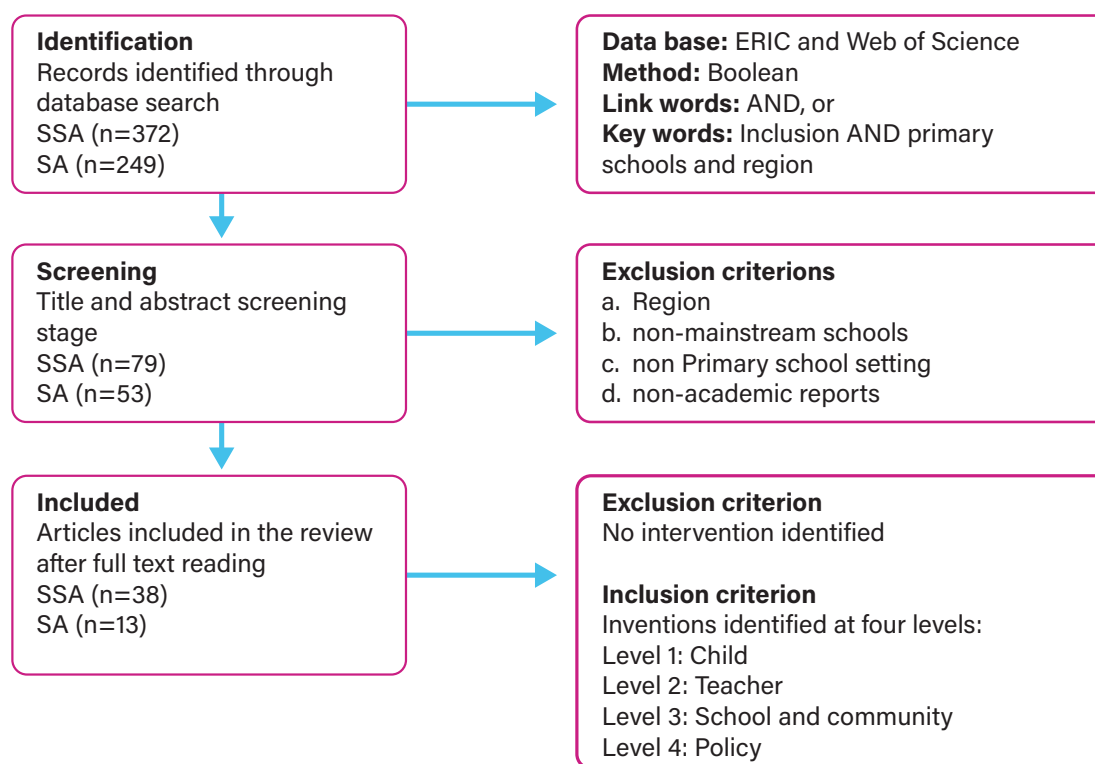 Identification
Records identified through
database search
SSA (n=372)
SA (n=249)
Data base: ERIC and Web of Science
Method: Boolean
Link words: AND, or
Key words: Inclusion AND primary
schools and region
Screening
Title and abstract screening
stage
SSA (n=79)
SA (n=53)
Exclusion criterions
a. Region
b. non-mainstream schools
c. non Primary school setting
d. non-academic reports
Included
Articles included in the review
after full text reading
SSA (n=38)
SA (n=13)
Exclusion criterion
No intervention identified
Inclusion criterion
Inventions identified at four levels:
Level 1: Child
Level 2: Teacher
Level 3: School and community
Level 4: Policy